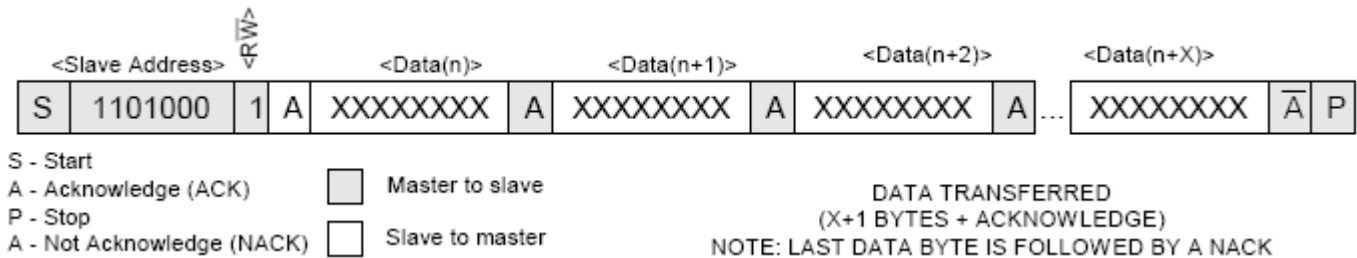 <Slave Address> <RW̅> <Data(n)> <Data(n+1)> <Data(n+2)> <Data(n+X)>
S 1101000 1 A XXXXXXXX A XXXXXXXX A XXXXXXXX A ... XXXXXXXX A̅ P
S - Start
A - Acknowledge (ACK)
P - Stop
A - Not Acknowledge (NACK)
Master to slave
Slave to master
DATA TRANSFERRED
(X+1 BYTES + ACKNOWLEDGE)
NOTE: LAST DATA BYTE IS FOLLOWED BY A NACK